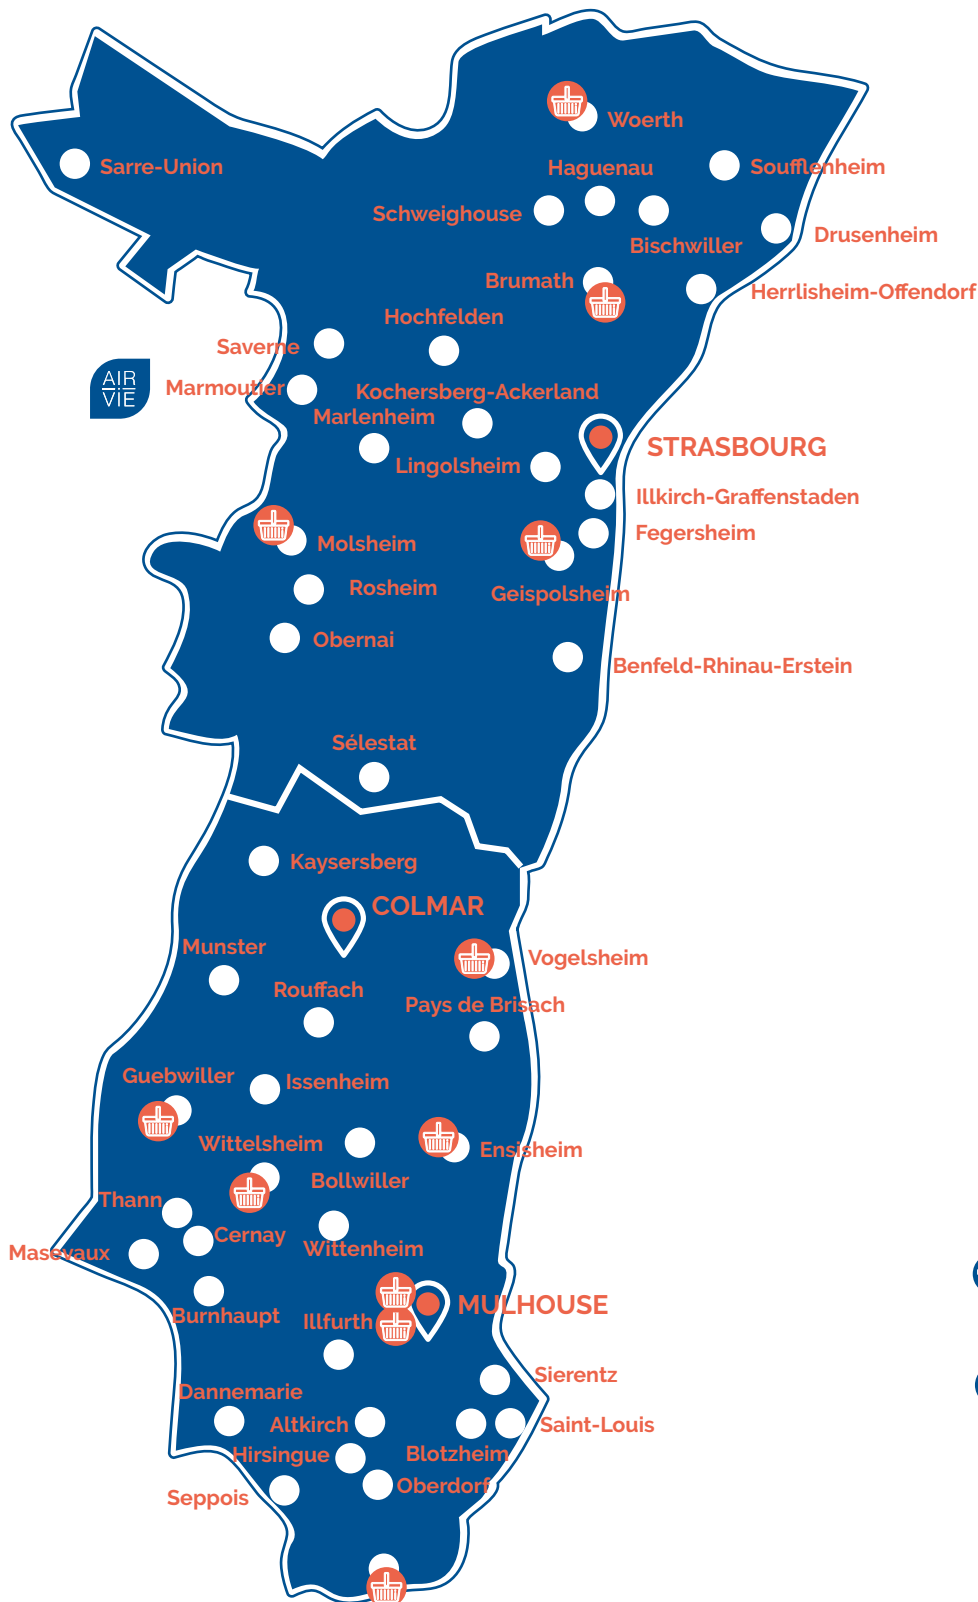 Woerth
Haguenau
Sarre-Union
Soufflenheim
Schweighouse
Bischwiller
Drusenheim
Brumath
Herrlisheim-Offendorf
Hochfelden
Saverne
AIR
VIE
Marmoutier
Kochersberg-Ackerland
Marlenheim
STRASBOURG
Lingolsheim
Illkirch-Graffenstaden
Fegersheim
Molsheim
Rosheim
Geispolsheim
Obernai
Benfeld-Rhinau-Erstein
Sélestat
Kaysersberg
COLMAR
Munster
Vogelsheim
Rouffach
Pays de Brisach
Guebwiller
Issenheim
Wittelsheim
Ensisheim
Bollwiller
Thann
Cernay
Masevaux
Wittenheim
MULHOUSE
Burnhaupt
Illfurth
Sierentz
Dannemarie
Altkirch
Saint-Louis
Hirsingue
Blotzheim
Oberdorf
Seppois